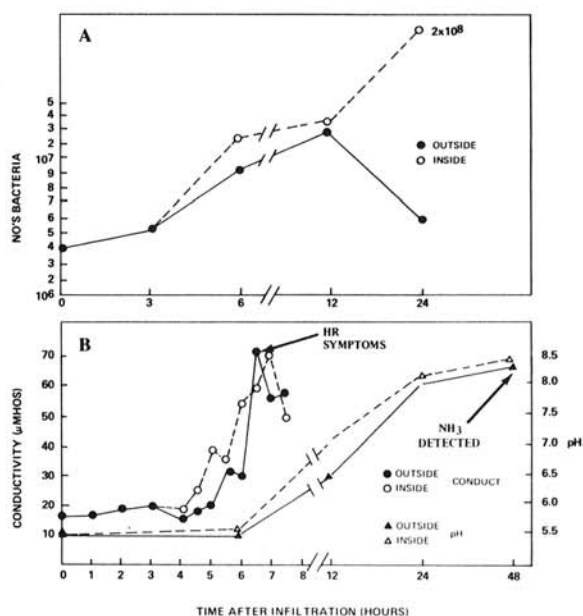 A
2x10⁸
5
4
3
2
10⁷
9
8
7
6
5
4
3
2
10⁶
NO'S BACTERIA
OUTSIDE
INSIDE
0 3 6 12 24
B
HR
SYMPTOMS
70
60
50
40
30
20
10
CONDUCTIVITY (µMHOS)
8.5
8.0
7.5
7.0
6.5
6.0
5.5
pH
NH3
DETECTED
OUTSIDE
INSIDE
CONDUCT
OUTSIDE
INSIDE
pH
0 1 2 3 4 5 6 7 8 12 24 48
TIME AFTER INFILTRATION (HOURS)